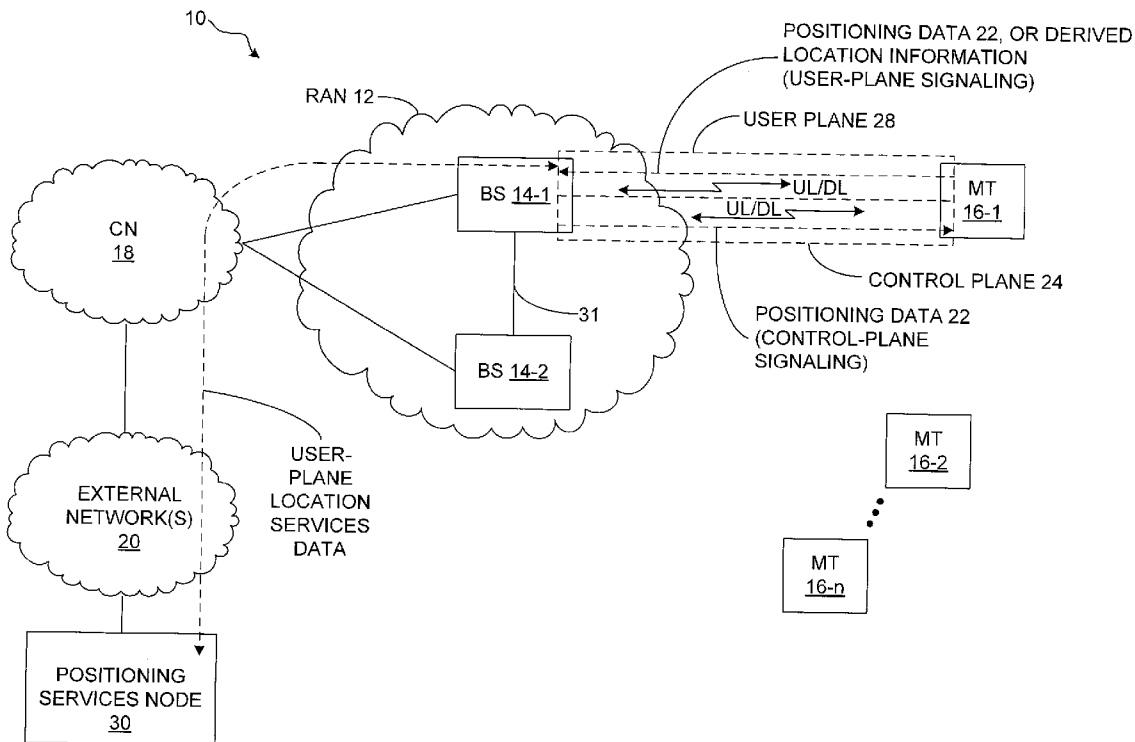 10
POSITIONING DATA 22, OR DERIVED
LOCATION INFORMATION
(USER-PLANE SIGNALING)
RAN 12
USER PLANE 28
BS 14-1
UL/DL
UL/DL
MT
16-1
CN
18
CONTROL PLANE 24
31
POSITIONING DATA 22
(CONTROL-PLANE
SIGNALING)
BS 14-2
USER-
PLANE
LOCATION
SERVICES
DATA
MT
16-2
EXTERNAL
NETWORK(S)
20
MT
16-n
POSITIONING
SERVICES NODE
30